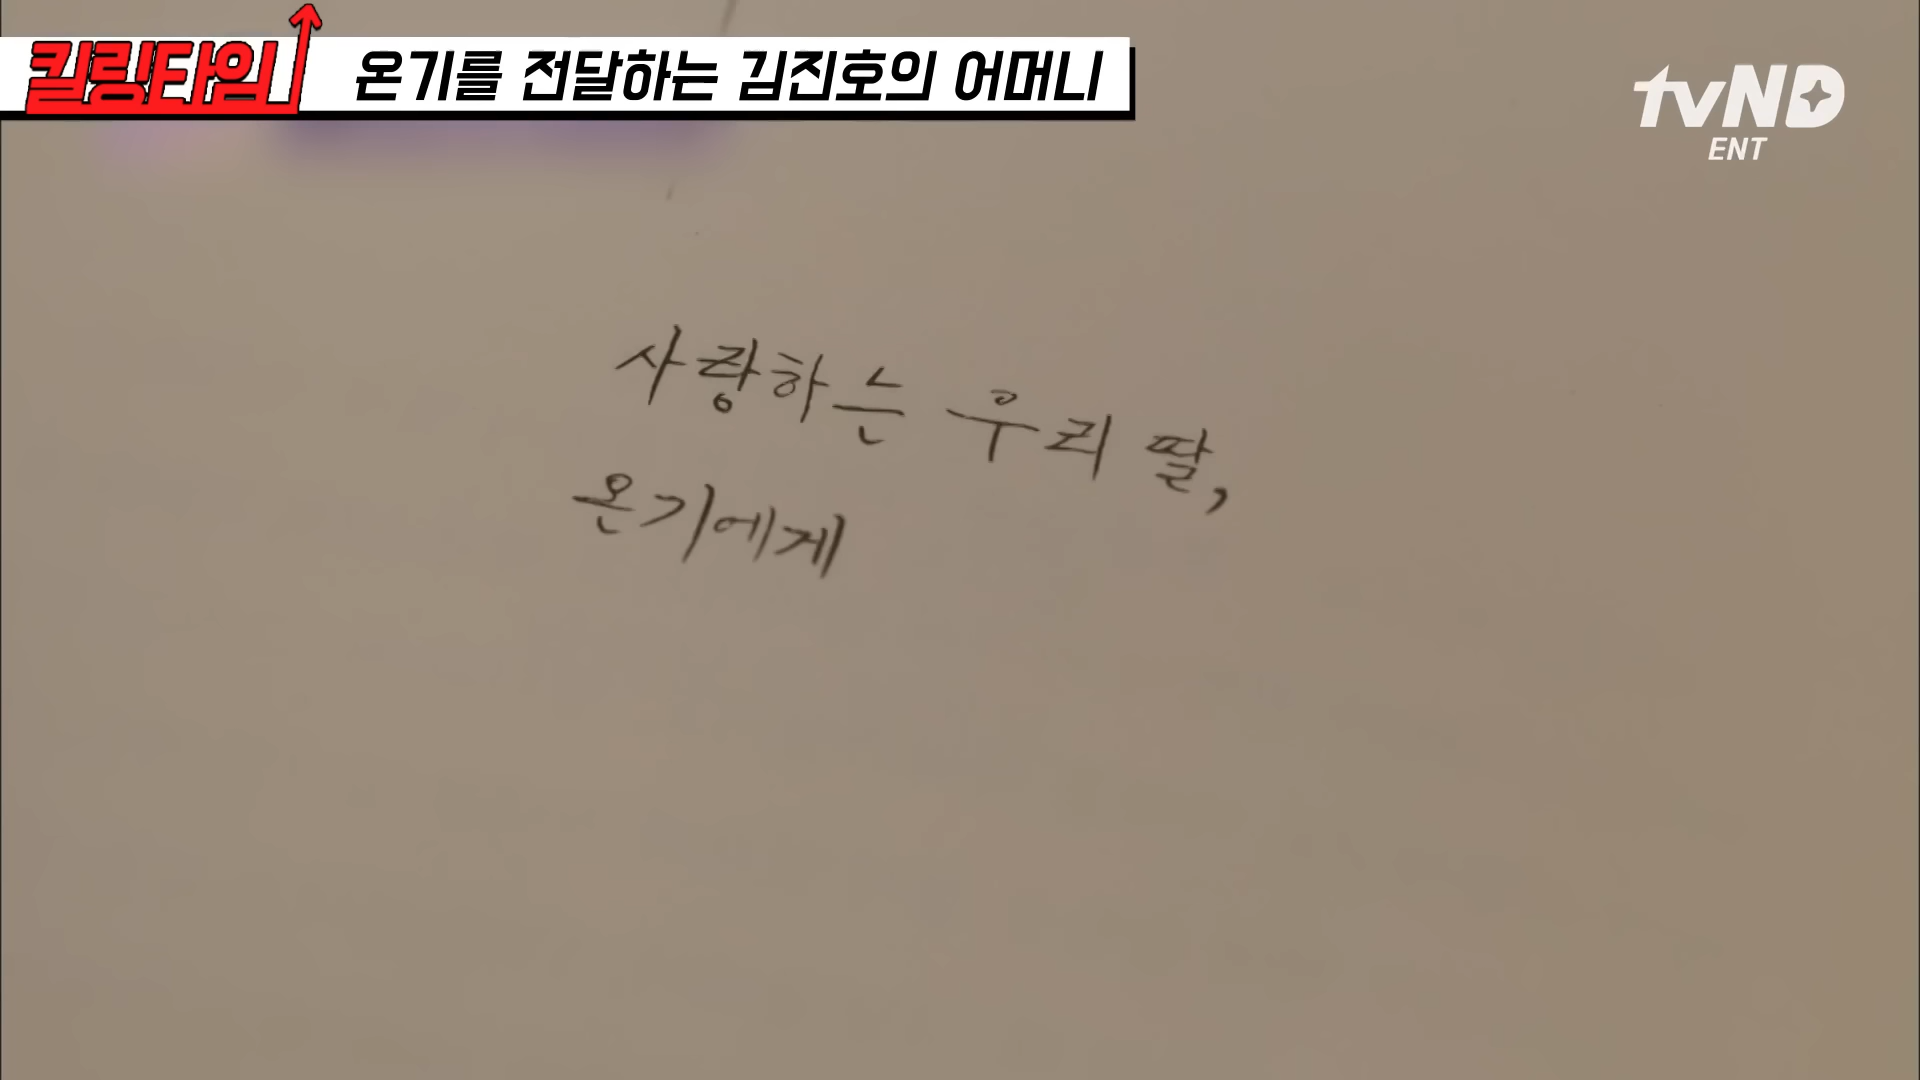 킬링타임
온기를 전달하는 김진호의 어머니
tvND
ENT
사랑하는 우리 딸,
온기에게